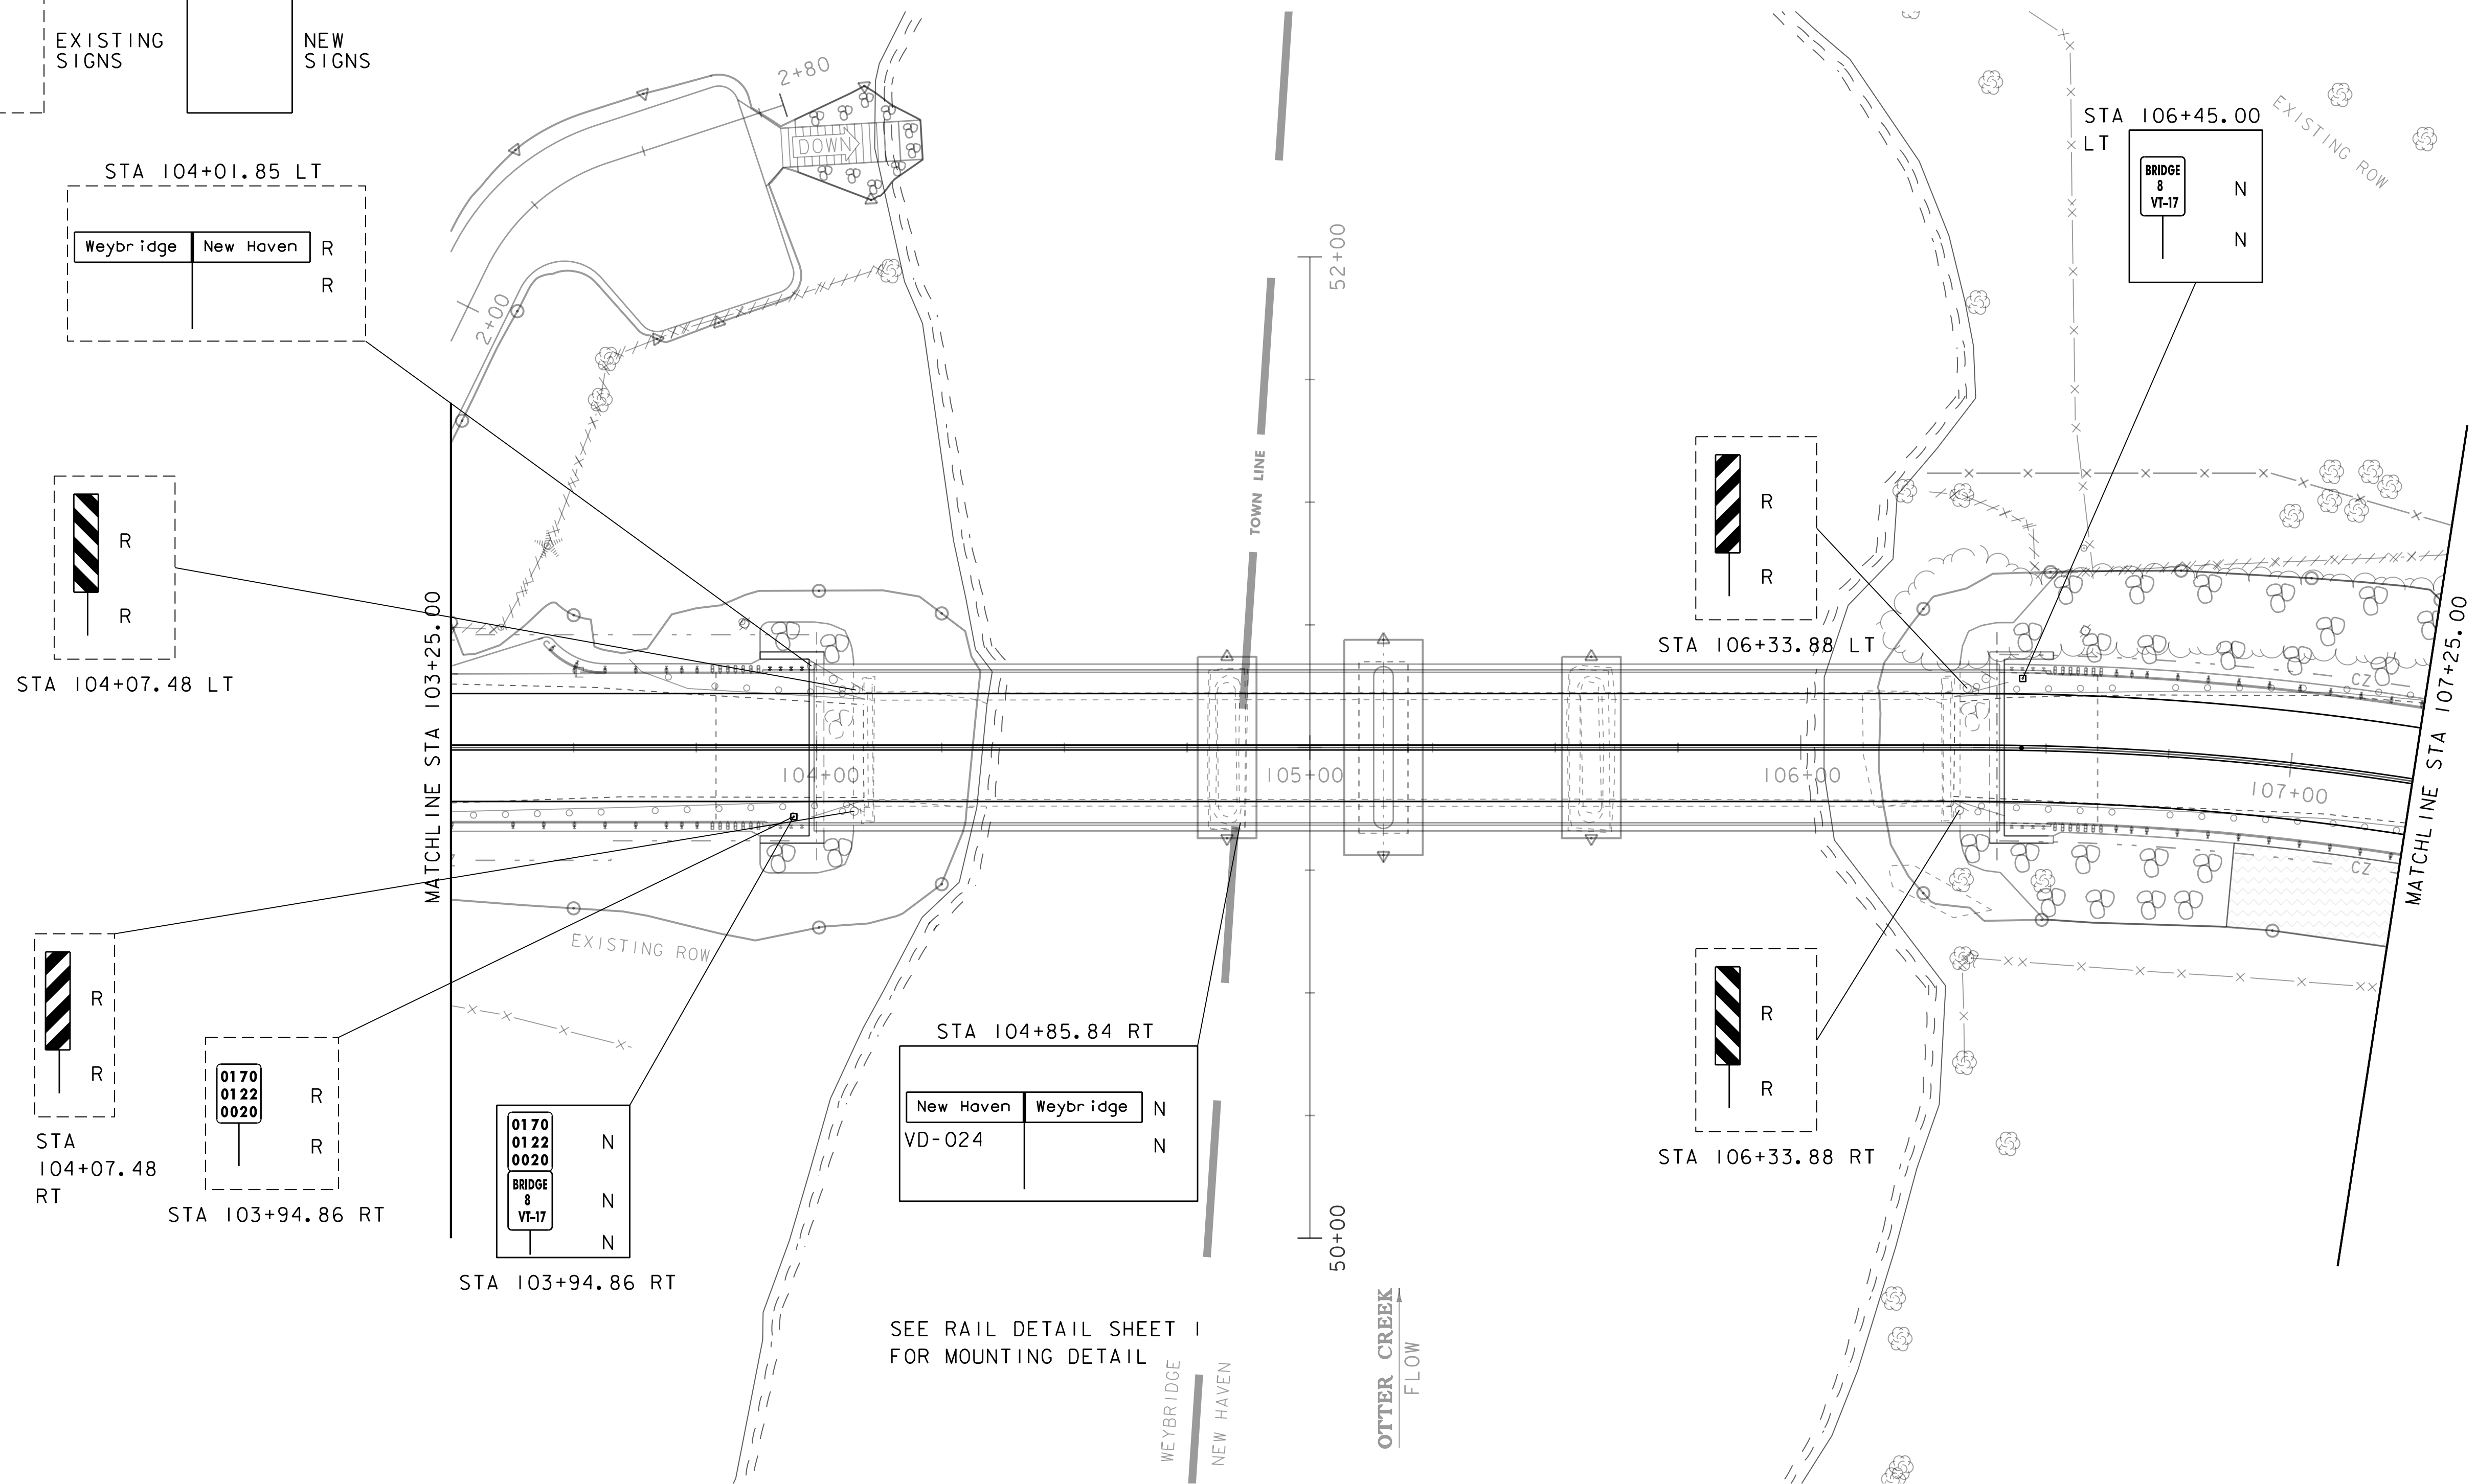 EXISTING
SIGNS
NEW
SIGNS
2+80
DOWN
STA 104+01.85 LT
Weybridge
New Haven
R
R
2+00
STA 106+45.00
LT
BRIDGE
8
VT-17
N
N
EXISTING ROW
52+00
TOWN LINE
R
R
STA 104+07.48 LT
R
R
STA 106+33.88 LT
MATCHLINE STA 103+25.00
104+00
105+00
106+00
107+00
CZ
CZ
MATCHLINE STA 107+25.00
EXISTING ROW
R
R
STA
104+07.48
RT
0170
0122
0020
R
R
STA 103+94.86 RT
0170
0122
0020
BRIDGE
8
VT-17
N
N
N
STA 103+94.86 RT
STA 104+85.84 RT
New Haven
Weybridge
N
VD-024
N
R
R
STA 106+33.88 RT
50+00
SEE RAIL DETAIL SHEET 1
FOR MOUNTING DETAIL
WEYBRIDGE
NEW HAVEN
OTTER CREEK
FLOW